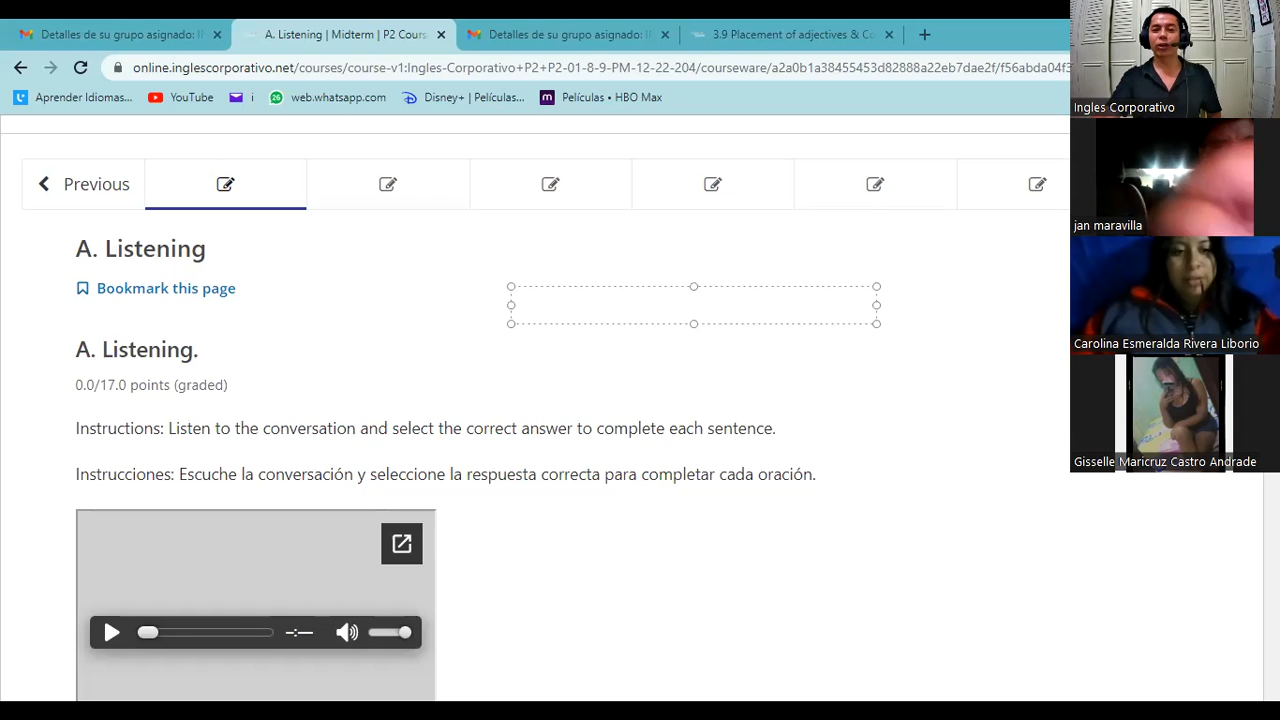 Detalles de su grupo asignado: I
A. Listening | Midterm | P2 Co
grupo asignad
3.9 Placement of adjectives
online.inglescorporativo.net/courses/course-v1:Ingles-Corporativo+P2+P2-01-8-9-PM-12-22-204/courseware/a2a0b1a38455453d82888a22eb7dae2f/f56abda04f3
Aprender Idiomas...
YouTube
i
26
web.whatsapp.com
Disney+ | Películas...
Películas • HBO Max
Previous
A. Listening
Bookmark this page
A. Listening.
0.0/17.0 points (graded)
Instructions: Listen to the conversation and select the correct answer to complete each sentence.
Instrucciones: Escuche la conversación y seleccione la respuesta correcta para completar cada oración.
-:--
Ingles Corporativo
jan maravilla
Carolina Esmeralda Rivera Liborio
Gisselle Maricruz Castro Andrade